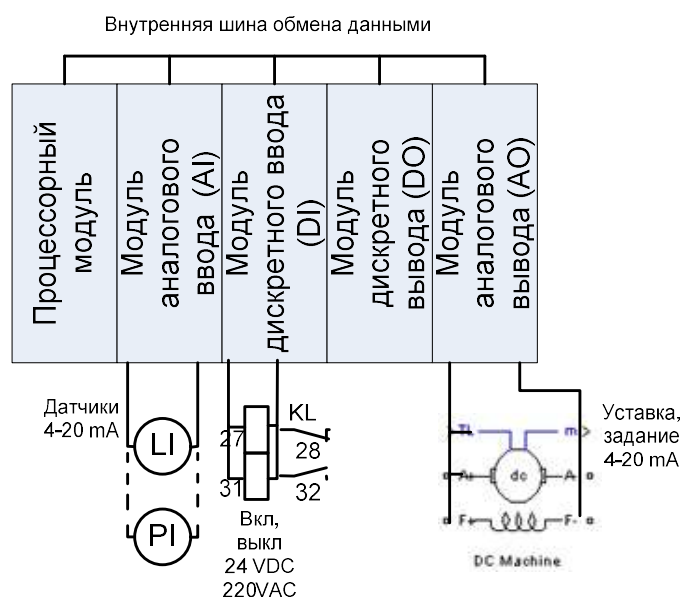 Внутренняя шина обмена данными
Процессорный
модуль
Модуль
аналогового
ввода (AI)
Модуль
дискретного ввода
(DI)
Модуль
дискретного
вывода (DO)
Модуль
аналогового
вывода (AO)
Датчики
4-20 mA
LI
PI
27
31
KL
28
32
Вкл,
выкл
24 VDC
220VAC
TL
m
A+
dc
A-
F+
F-
DC Machine
Уставка,
задание
4-20 mA